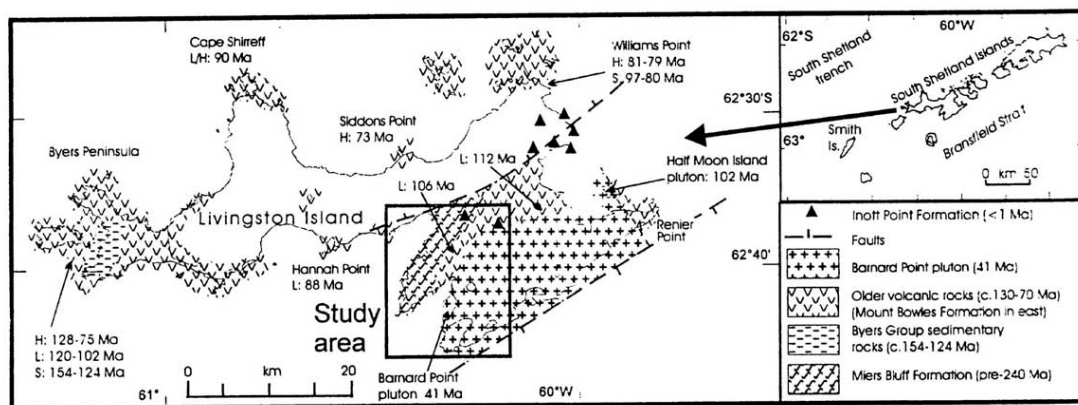 Cape Shirreff
L/H: 90 Ma
Williams Point
H: 81-79 Ma
S: 97-80 Ma
62°30'S
Siddons Point
H: 73 Ma
Byers Peninsula
L: 112 Ma
Half Moon Island
pluton: 102 Ma
L: 106 Ma
Livingston Island
Renier
Point
Hannah Point
L: 88 Ma
62°40'
Study
area
H: 128-75 Ma
L: 120-102 Ma
S: 154-124 Ma
0 km 20
Barnard Point
pluton 41 Ma
61°
60°W
60°W
62°S
South Shetland
trench
South Shetland Islands
63°
Smith
Is.
Bransfield Strait
0 km 50
Inott Point Formation (<1 Ma)
Faults
Barnard Point pluton (41 Ma)
Older volcanic rocks (c.130-70 Ma)
(Mount Bowles Formation in east)
Byers Group sedimentary
rocks (c.154-124 Ma)
Miers Bluff Formation (pre-240 Ma)